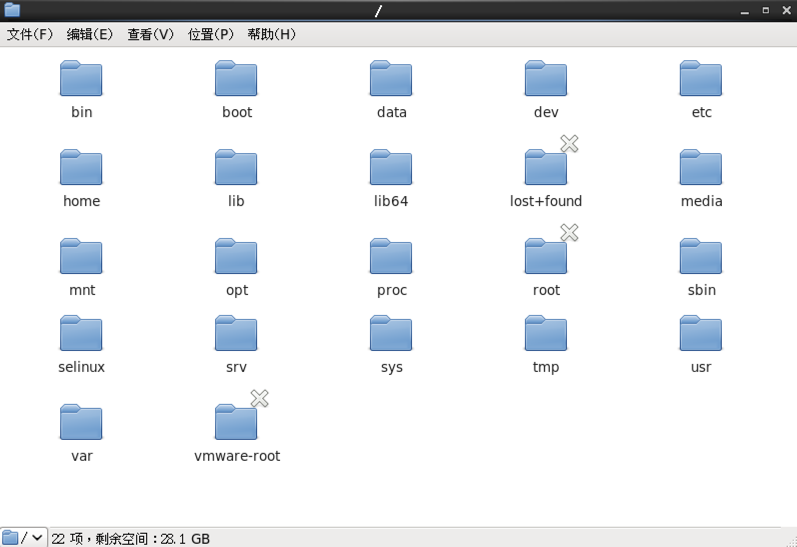 /
文件(F) 编辑(E) 查看(V) 位置(P) 帮助(H)
bin boot data dev etc
home lib lib64 lost+found media
mnt opt proc root sbin
selinux srv sys tmp usr
var vmware-root
/ 22 项，剩余空间：28.1 GB